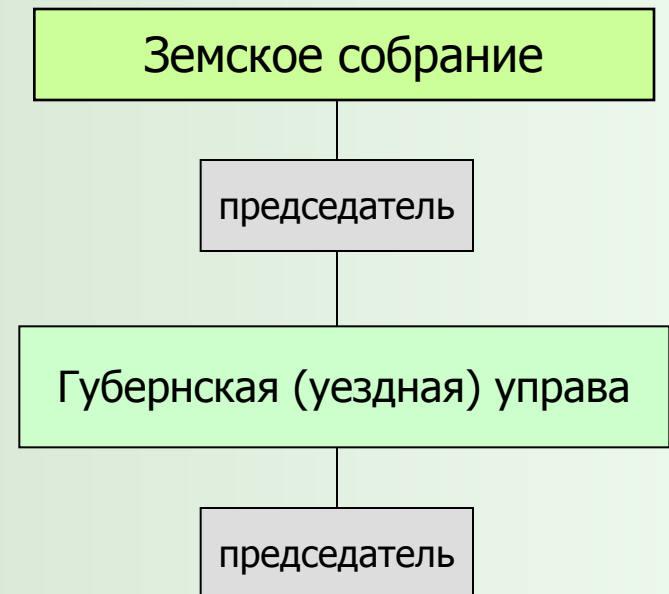 Земское собрание
председатель
Губернская (уездная) управа
председатель